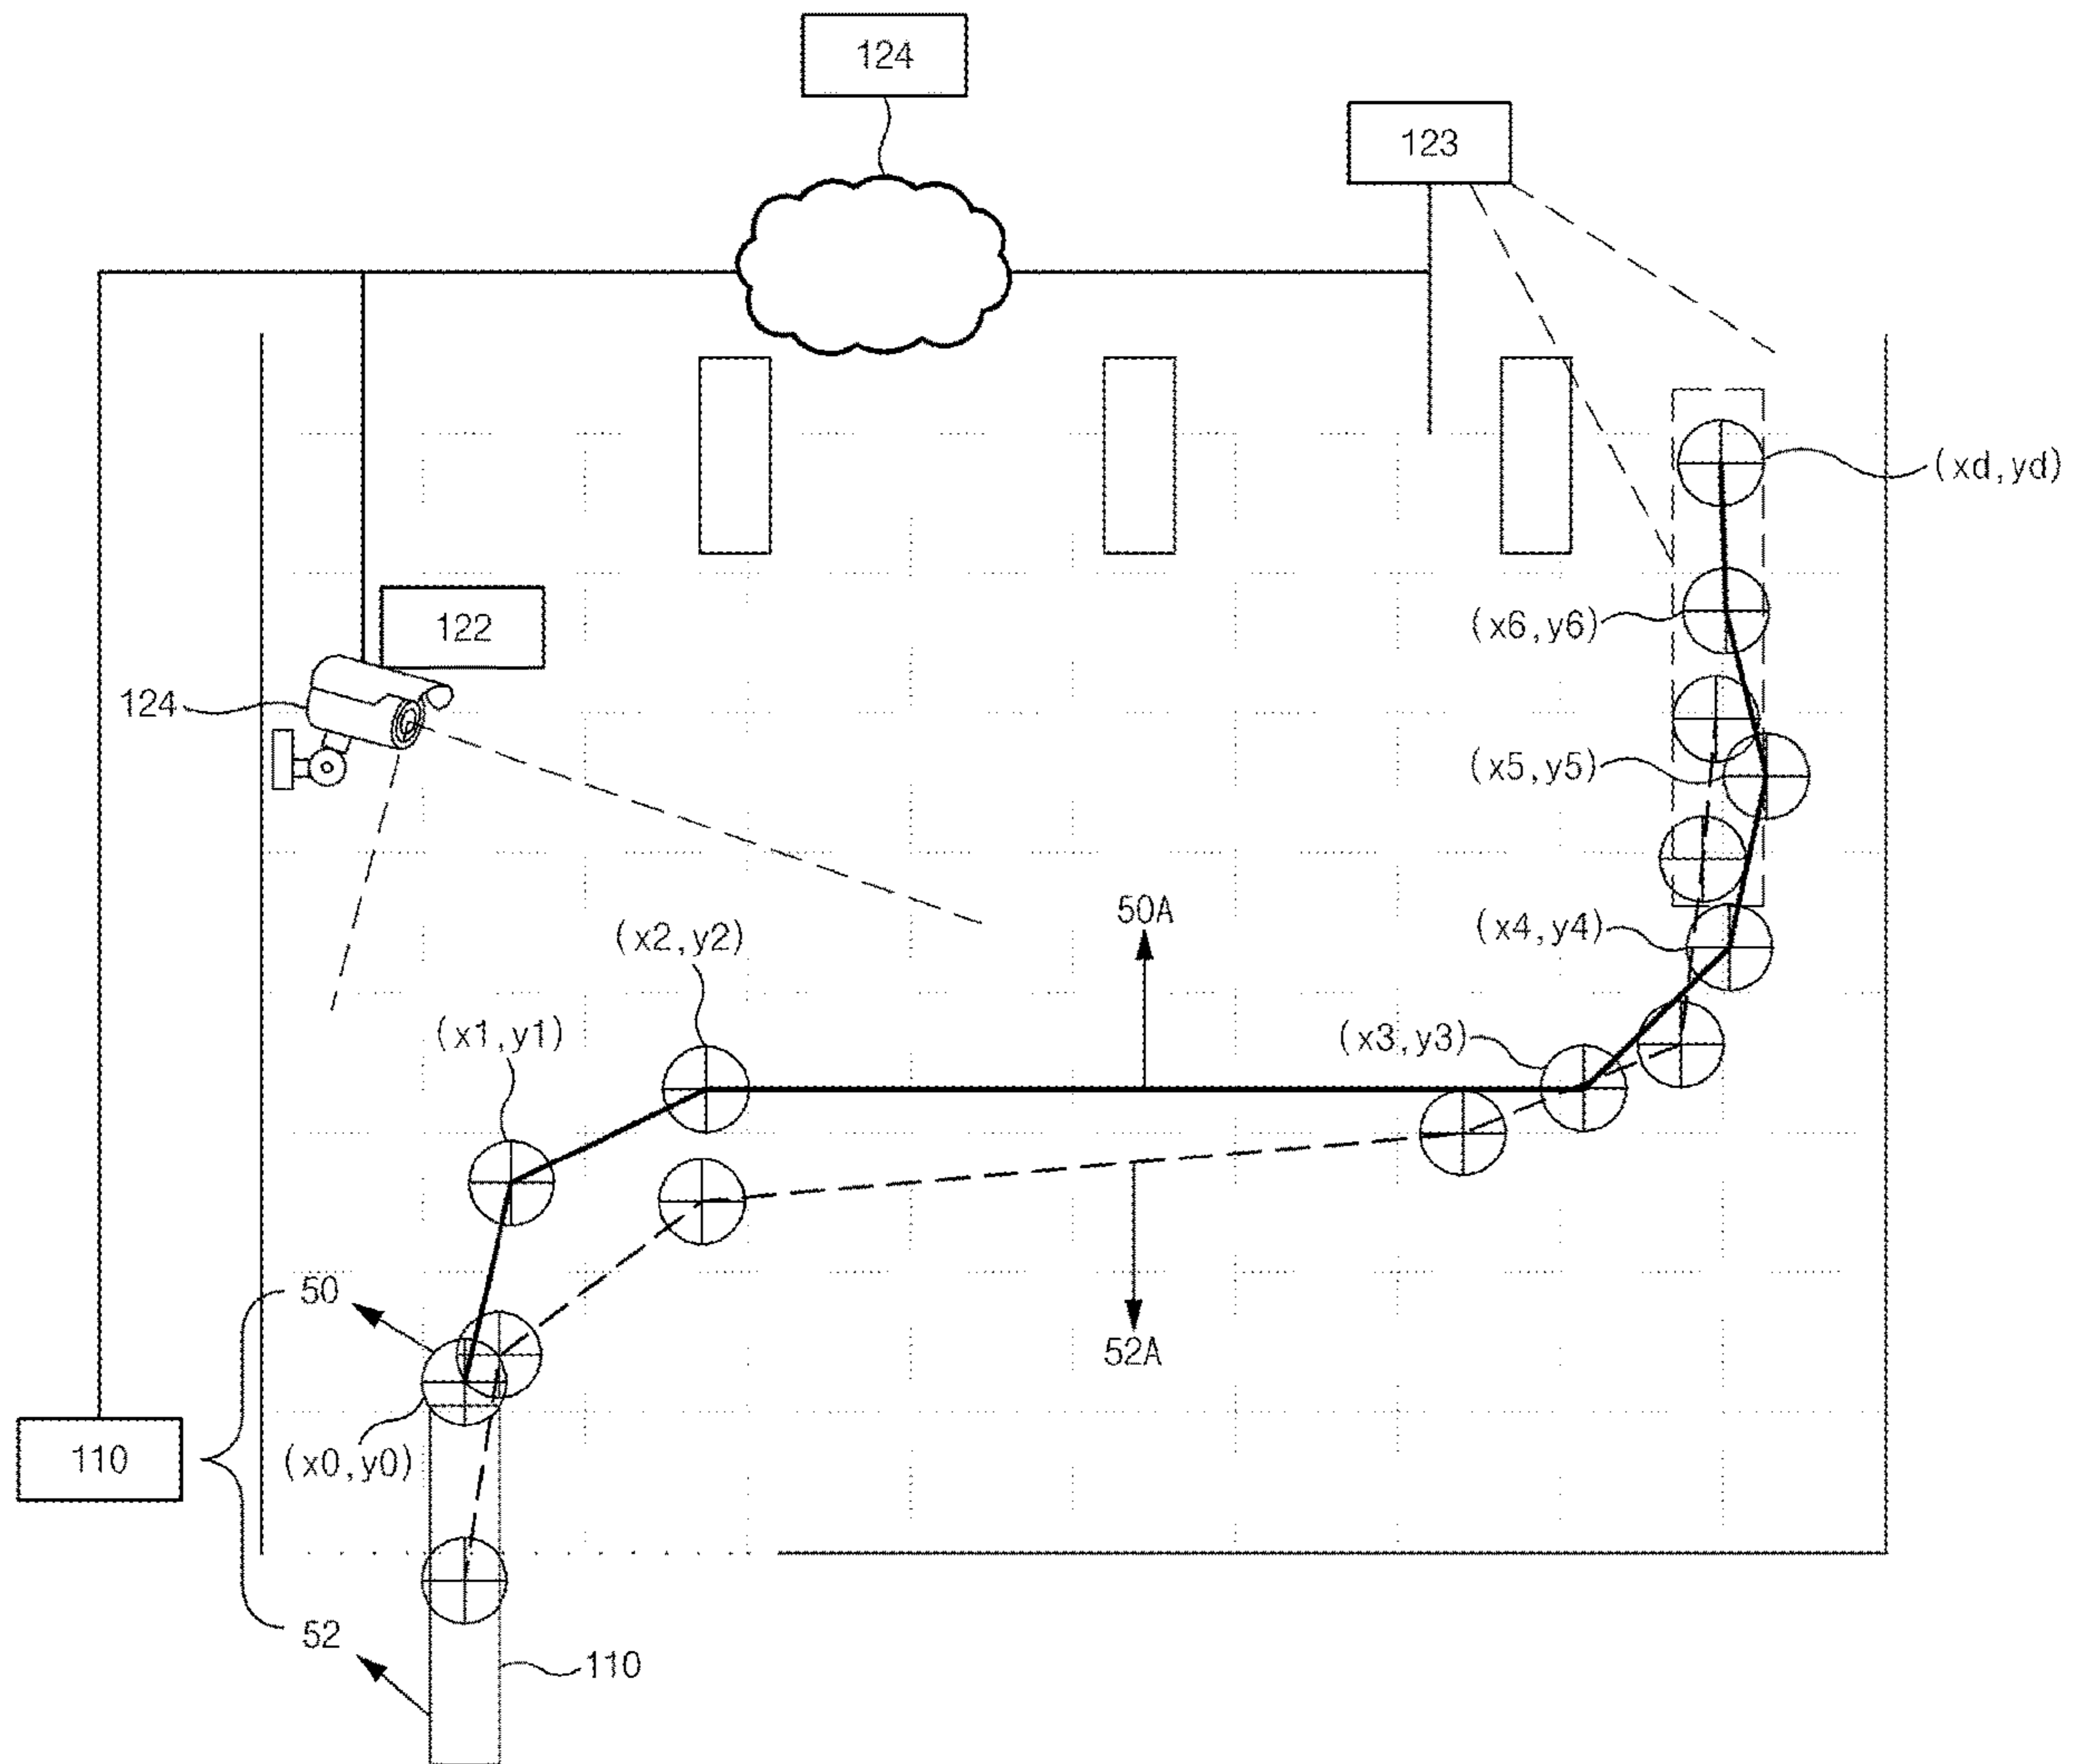 124
123
122
124
(xd,yd)
(x6,y6)
(x5,y5)
50A
(x4,y4)
(x2,y2)
(x1,y1)
(x3,y3)
50
52A
110
(x0,y0)
52
110